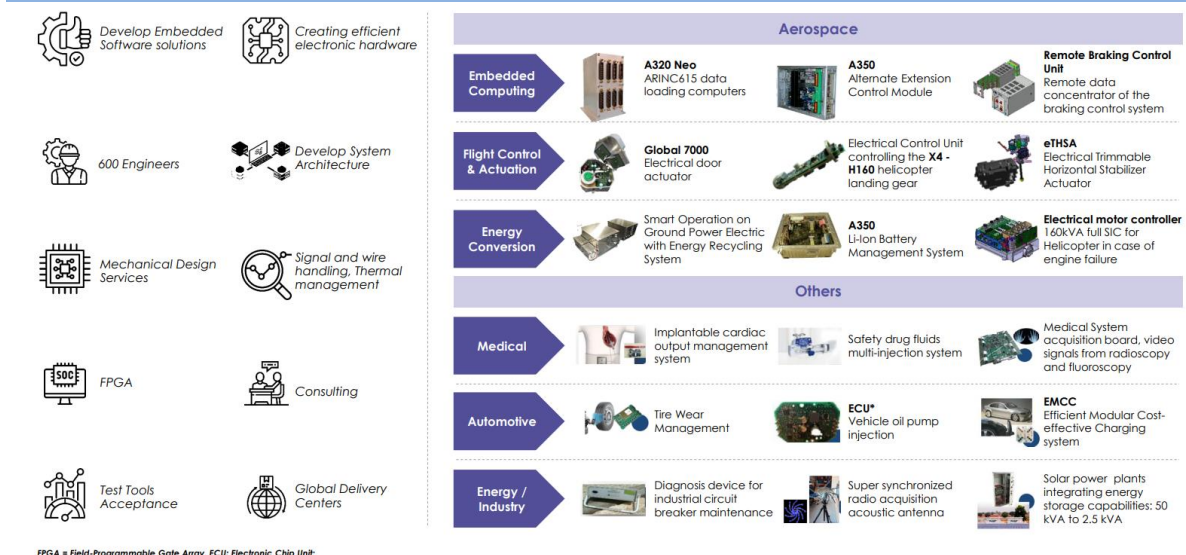 Develop Embedded
Software solutions
Creating efficient
electronic hardware
600 Engineers
Develop System
Architecture
Mechanical Design
Services
Signal and wire
handling, Thermal
management
SOC
FPGA
Consulting
Test Tools
Acceptance
Global Delivery
Centers
Aerospace
Embedded
Computing
A320 Neo
ARINC615 data
loading computers
A350
Alternate Extension
Control Module
Remote Braking Control
Unit
Remote data
concentrator of the
braking control system
Flight Control
& Actuation
Global 7000
Electrical door
actuator
Electrical Control Unit
controlling the X4 -
H160 helicopter
landing gear
eTHSA
Electrical Trimmable
Horizontal Stabilizer
Actuator
Energy
Conversion
Smart Operation on
Ground Power Electric
with Energy Recycling
System
A350
Li-Ion Battery
Management System
Electrical motor controller
160kVA full SIC for
Helicopter in case of
engine failure
Others
Medical
Implantable cardiac
output management
system
Safety drug fluids
multi-injection system
Medical System
acquisition board, video
signals from radioscopy
and fluoroscopy
Automotive
Tire Wear
Management
ECU*
Vehicle oil pump
injection
EMCC
Efficient Modular Cost-
effective Charging
system
Energy /
Industry
Diagnosis device for
industrial circuit
breaker maintenance
Super synchronized
radio acquisition
acoustic antenna
Solar power plants
integrating energy
storage capabilities: 50
kVA to 2.5 kVA
FPGA = Field-Programmable Gate Array, ECU: Electronic Chip Unit;